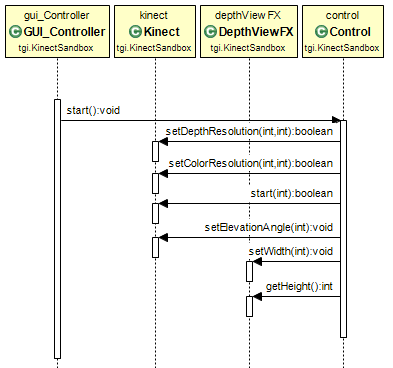 gui_Controller
C GUI_Controller
tgi.KinectSandbox
kinect
C Kinect
tgi.KinectSandbox
depthView FX
C DepthViewFX
tgi.KinectSandbox
control
C Control
tgi.KinectSandbox
start():void
setDepthResolution(int,int):boolean
setColorResolution(int,int):boolean
start(int):boolean
setElevationAngle(int):void
setWidth(int):void
getHeight():int